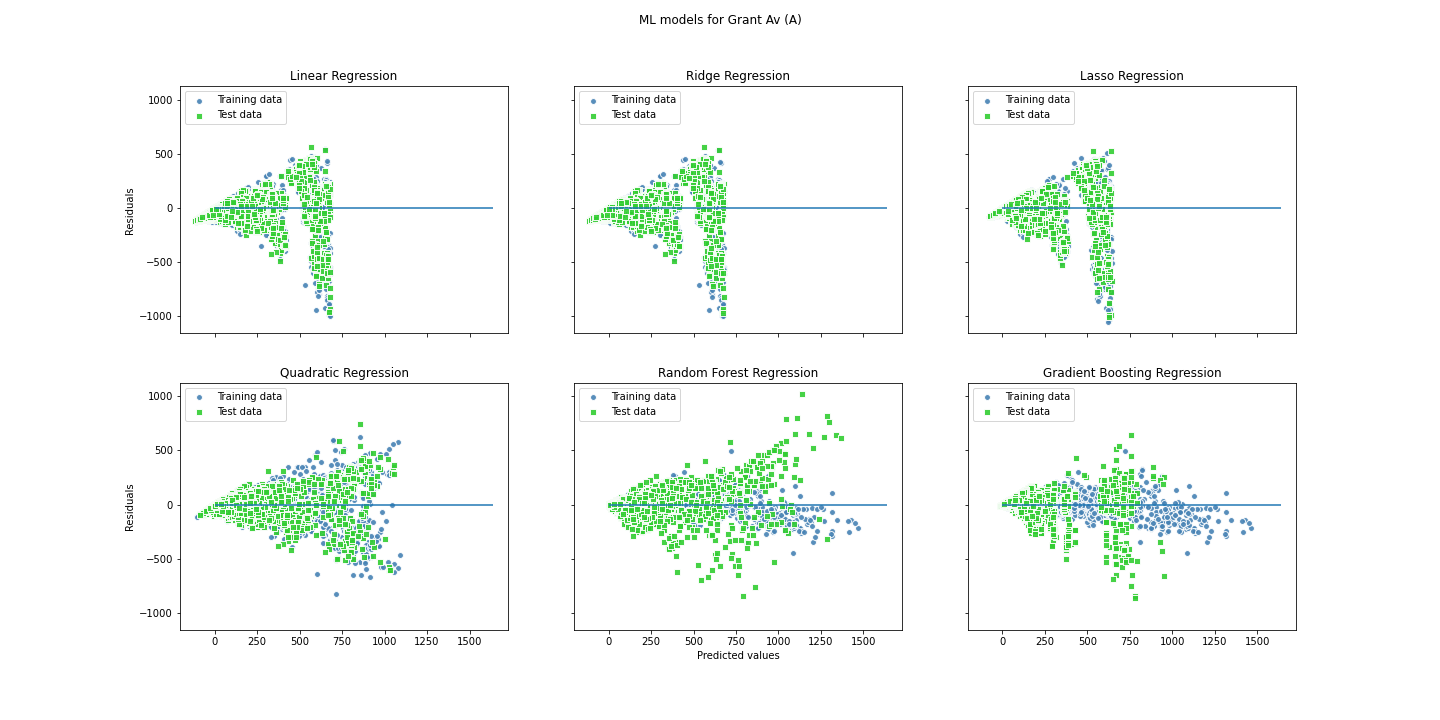 ML models for Grant Av (A)
Linear Regression
Ridge Regression
Lasso Regression
Training data
Test data
Training data
Test data
Training data
Test data
1000
500
0
−500
−1000
Residuals
Quadratic Regression
Random Forest Regression
Gradient Boosting Regression
Training data
Test data
Training data
Test data
Training data
Test data
1000
500
0
−500
−1000
Residuals
0 250 500 750 1000 1250 1500
0 250 500 750 1000 1250 1500
0 250 500 750 1000 1250 1500
Predicted values